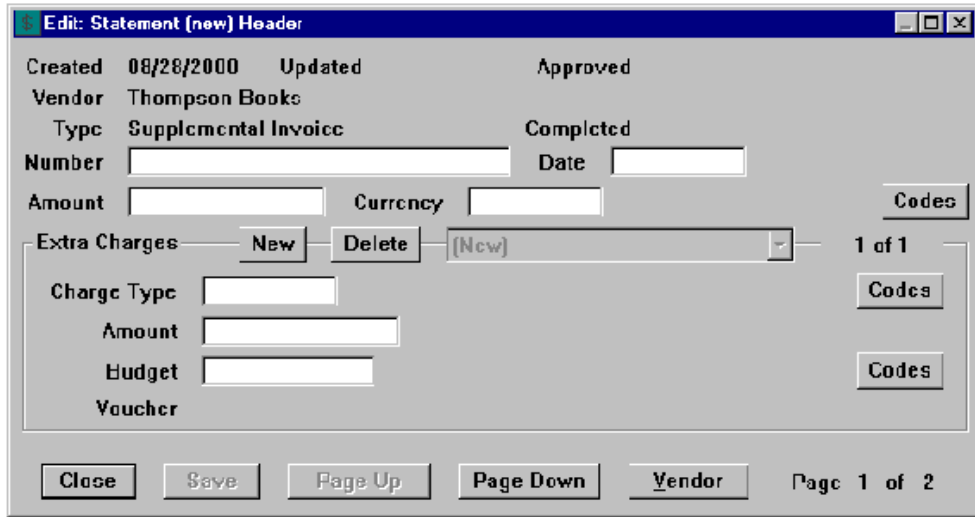 Edit: Statement (new) Header
Created 08/28/2000 Updated Approved
Vendor Thompson Books
Type Supplemental Invoice Completed
Number Date
Amount Currency Codes
Extra Charges New Delete (New) 1 of 1
Charge Type Codes
Amount
Budget Codes
Voucher
Close Save Page Up Page Down Vendor Page 1 of 2